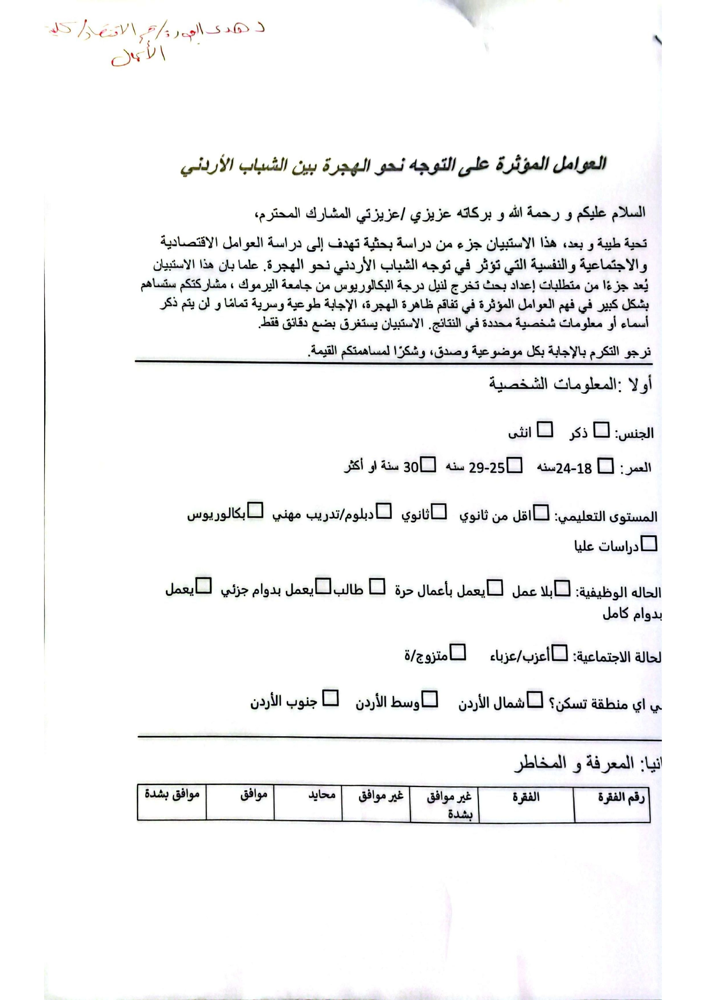 د هدى / قسم الاقتصاد / كلية
الأعمال
العوامل المؤثرة على التوجه نحو الهجرة بين الشباب الأردني
السلام عليكم و رحمة الله و بركاته عزيزي /عزيزتي المشارك المحترم،
تحية طيبة و بعد، هذا الاستبيان جزء من دراسة بحثية تهدف إلى دراسة العوامل الاقتصادية
والاجتماعية والنفسية التي تؤثر في توجه الشباب الأردني نحو الهجرة. علما بان هذا الاستبيان
يُعد جزءًا من متطلبات إعداد بحث تخرج لنيل درجة البكالوريوس من جامعة اليرموك ، مشاركتكم ستساهم
بشكل كبير في فهم العوامل المؤثرة في تفاقم ظاهرة الهجرة، الإجابة طوعية وسرية تمامًا و لن يتم ذكر
أسماء أو معلومات شخصية محددة في النتائج. الاستبيان يستغرق بضع دقائق فقط.
نرجو التكرم بالإجابة بكل موضوعية وصدق، وشكرًا لمساهمتكم القيمة.
أولا :المعلومات الشخصية
الجنس: ☐ ذكر ☐ انثى
العمر: ☐ 18-24سنه ☐25-29 سنه ☐30 سنة او أكثر
المستوى التعليمي: ☐اقل من ثانوي ☐ثانوي ☐دبلوم/تدريب مهني ☐بكالوريوس
☐دراسات عليا
الحاله الوظيفية: ☐بلا عمل ☐يعمل بأعمال حرة ☐ طالب ☐يعمل بدوام جزئي ☐يعمل
بدوام كامل
لحالة الاجتماعية: ☐أعزب/عزباء ☐متزوج/ة
ي اي منطقة تسكن؟ ☐شمال الأردن ☐وسط الأردن ☐ جنوب الأردن
انيا: المعرفة و المخاطر
رقم الفقرة الفقرة غير موافق غير موافق محايد موافق موافق بشدة
بشدة